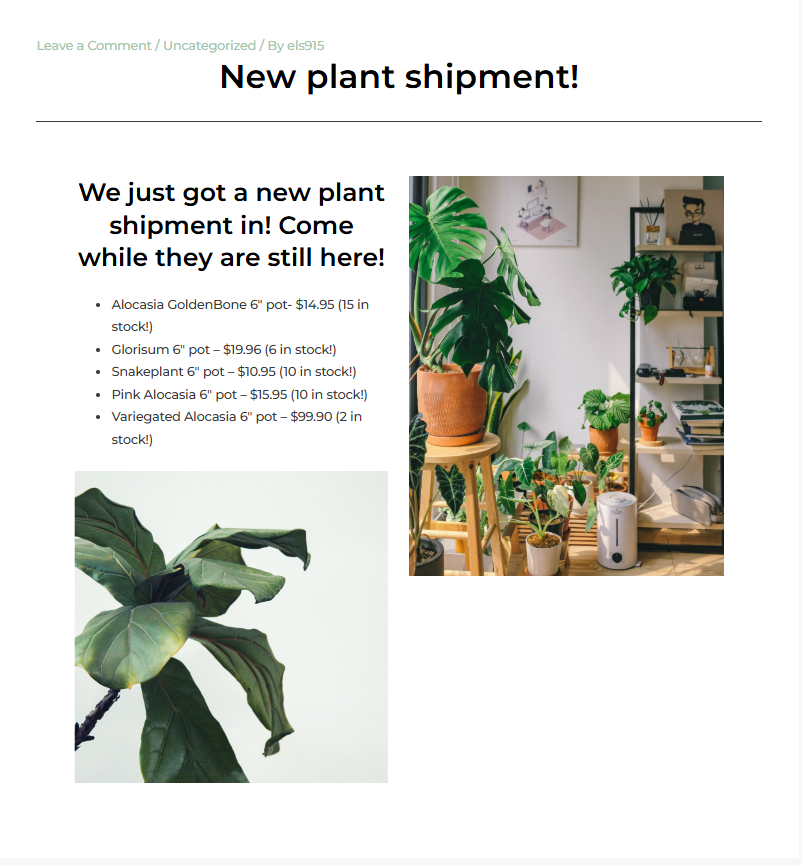 Leave a Comment / Uncategorized / By els915
New plant shipment!
We just got a new plant
shipment in! Come
while they are still here!
• Alocasia GoldenBone 6" pot- $14.95 (15 in
stock!)
• Glorisum 6" pot – $19.96 (6 in stock!)
• Snakeplant 6" pot – $10.95 (10 in stock!)
• Pink Alocasia 6" pot – $15.95 (10 in stock!)
• Variegated Alocasia 6" pot – $99.90 (2 in
stock!)